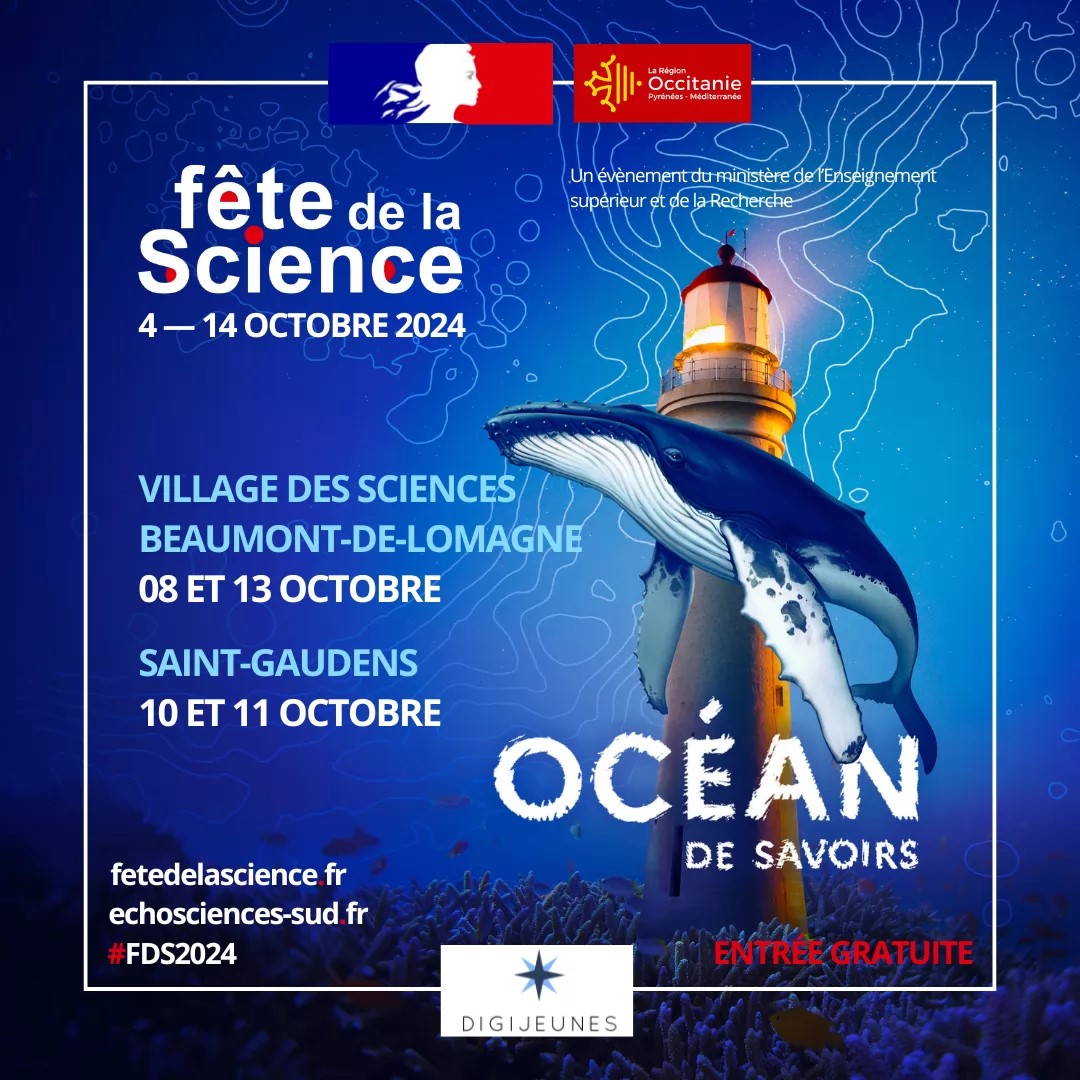 La Région
Occitanie
Pyrénées - Méditerranée
Un évènement du ministère de l'Enseignement
supérieur et de la Recherche
fête de la
Science
4 — 14 OCTOBRE 2024
VILLAGE DES SCIENCES
BEAUMONT-DE-LOMAGNE
08 ET 13 OCTOBRE
SAINT-GAUDENS
10 ET 11 OCTOBRE
OCÉAN
DE SAVOIRS
fetedelascience.fr
echosciences-sud.fr
#FDS2024
ENTRÉE GRATUITE
DIGIJEUNES